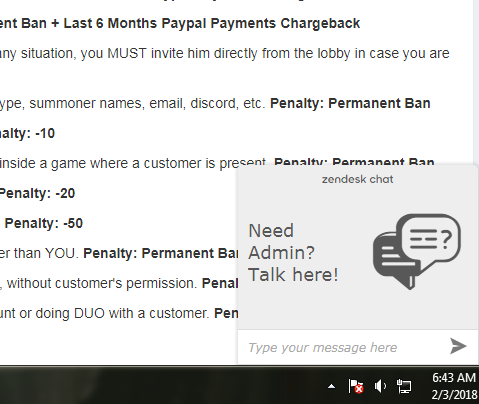 ent Ban + Last 6 Months Paypal Payments Chargeback
any situation, you MUST invite him directly from the lobby in case you are
ype, summoner names, email, discord, etc. Penalty: Permanent Ban
nalty: -10
inside a game where a customer is present. Penalty: Permanent Ban
Penalty: -20
Penalty: -50
er than YOU. Penalty: Permanent Ban
, without customer's permission. Penal
unt or doing DUO with a customer. Pen
zendesk chat
Need
Admin?
Talk here!
Type your message here
6:43 AM
2/3/2018